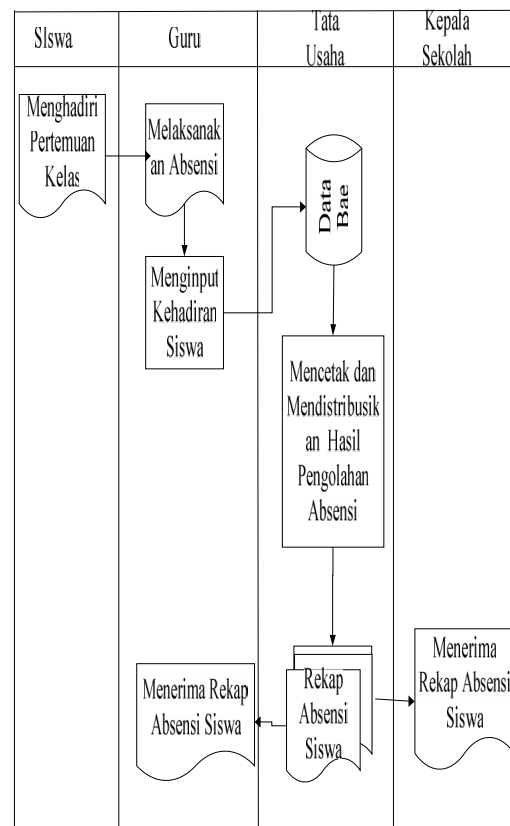 SIswa
Guru
Tata
Usaha
Kepala
Sekolah
Menghadiri
Pertemuan
Kelas
Melaksanak
an Absensi
Data
Bae
Menginput
Kehadiran
Siswa
Mencetak dan
Mendistribusik
an Hasil
Pengolahan
Absensi
Menerima Rekap
Absensi Siswa
Rekap
Absensi
Siswa
Menerima
Rekap Absensi
Siswa